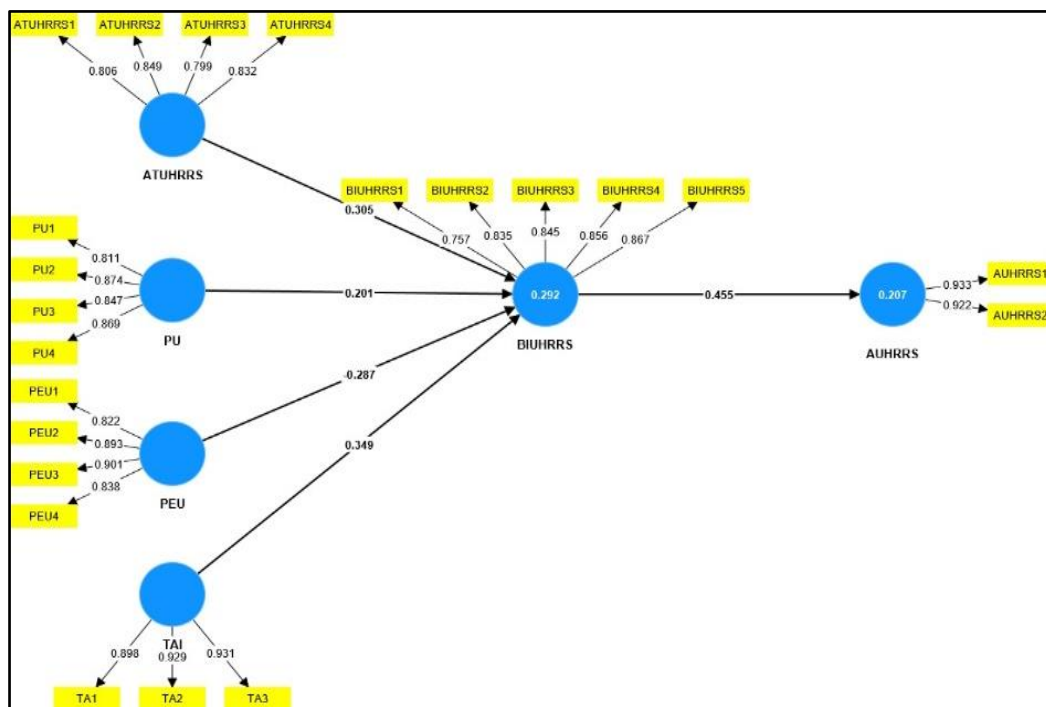 ATUHRRS1 ATUHRRS2 ATUHRRS3 ATUHRRS4
0.806 0.849 0.799 0.832
ATUHRRS
BIUHRRS1 BIUHRRS2 BIUHRRS3 BIUHRRS4 BIUHRRS5
0.305
0.757 0.835 0.845 0.856 0.867
PU1
0.811
PU2
0.874
PU3
0.847
0.869
PU4
PU
0.201
0.292
BIUHRRS
0.455
0.207
AUHRRS
AUHRRS1
0.933
0.922
AUHRRS2
PEU1
0.822
PEU2
0.893
PEU3
0.901
0.838
PEU4
PEU
-0.287
0.349
TAI
0.898 0.929 0.931
TA1 TA2 TA3